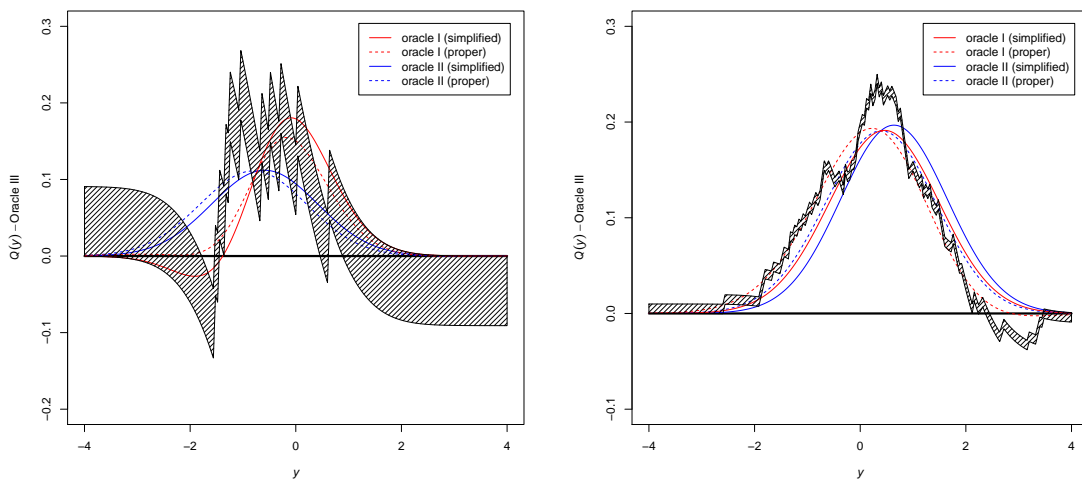 0.3
0.2
0.1
0.0
−0.1
−0.2
Q(y) −Oracle III
−4
−2
0
2
4
y
oracle I (simplified)
oracle I (proper)
oracle II (simplified)
oracle II (proper)
0.3
0.2
0.1
0.0
−0.1
Q(y) −Oracle III
−4
−2
0
2
4
y
oracle I (simplified)
oracle I (proper)
oracle II (simplified)
oracle II (proper)